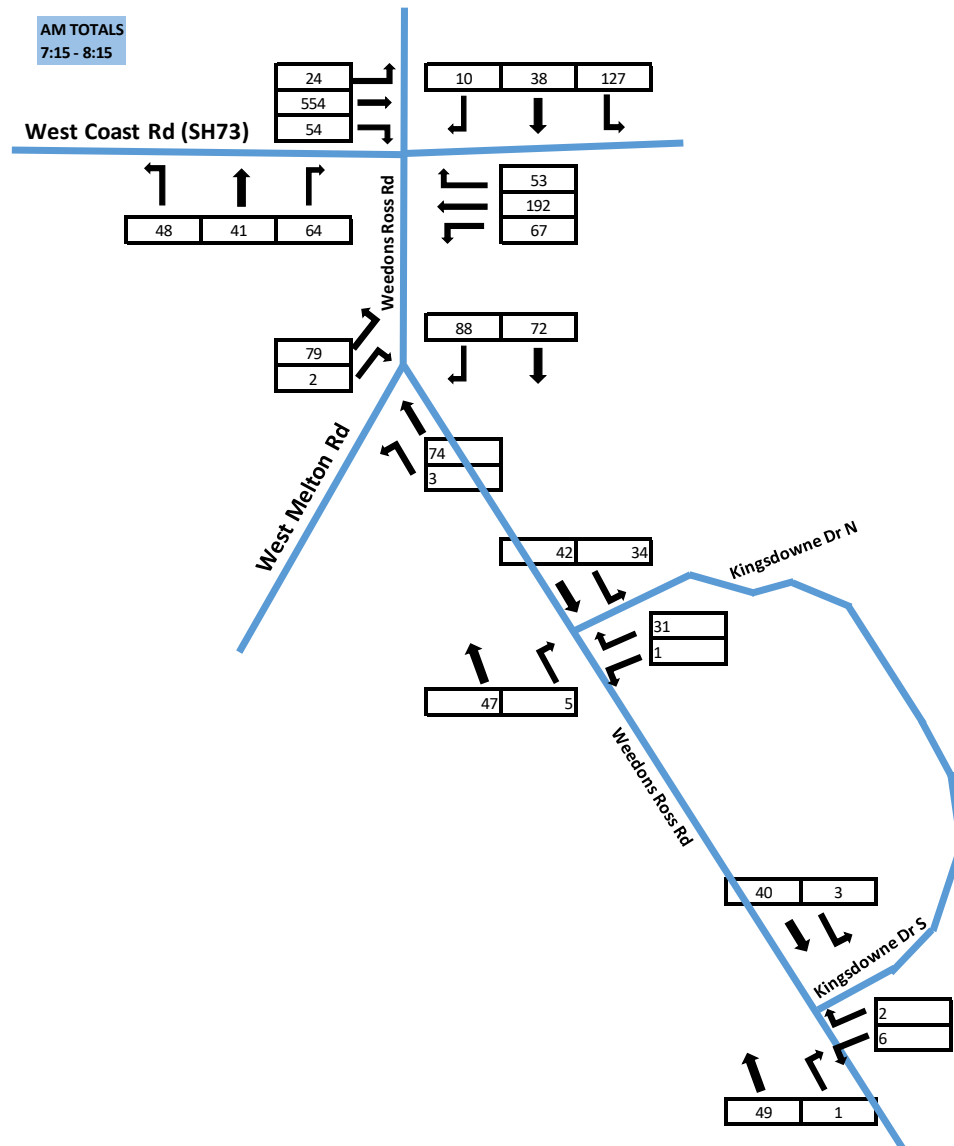 AM TOTALS
7:15 - 8:15
24
554
54
10 38 127
West Coast Rd (SH73)
53
192
67
48 41 64
Weedons Ross Rd
88 72
79
2
74
3
West Melton Rd
42 34
Kingsdowne Dr N
31
1
47 5
Weedons Ross Rd
40 3
Kingsdowne Dr S
2
6
49 1